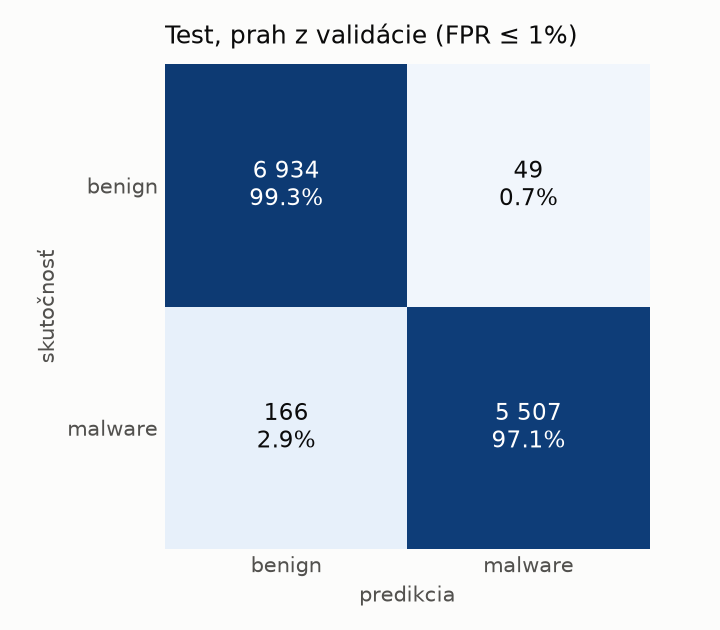 Test, prah z validácie (FPR ≤ 1%)
skutočnosť
benign
6 934
99.3%
49
0.7%
malware
166
2.9%
5 507
97.1%
benign
malware
predikcia